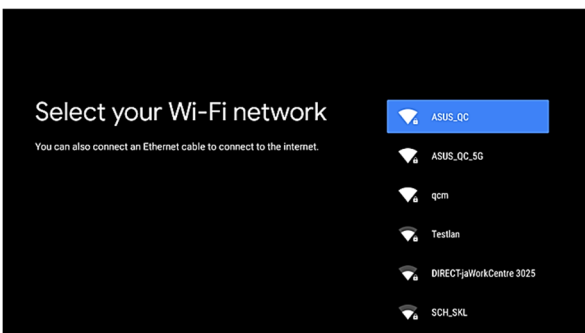 Select your Wi-Fi network
You can also connect an Ethernet cable to connect to the internet.
ASUS_QC
ASUS_QC_5G
qcm
Testlan
DIRECT-jaWorkCentre 3025
SCH_SKL